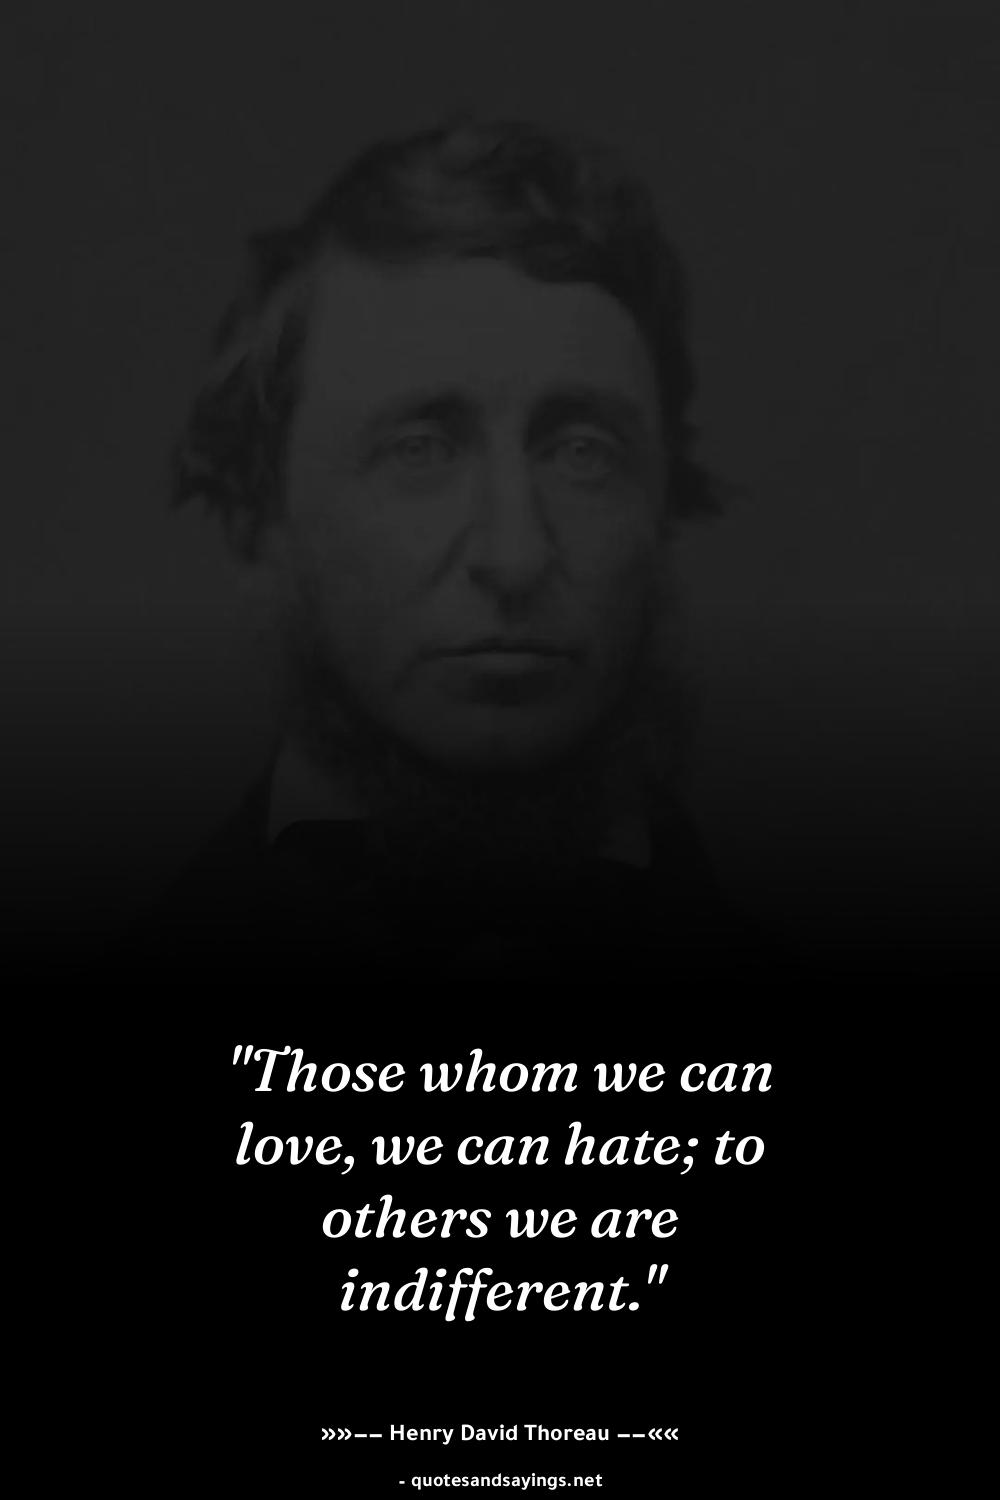 "Those whom we can
love, we can hate; to
others we are
indifferent."
»»–– Henry David Thoreau ––««
- quotesandsayings.net